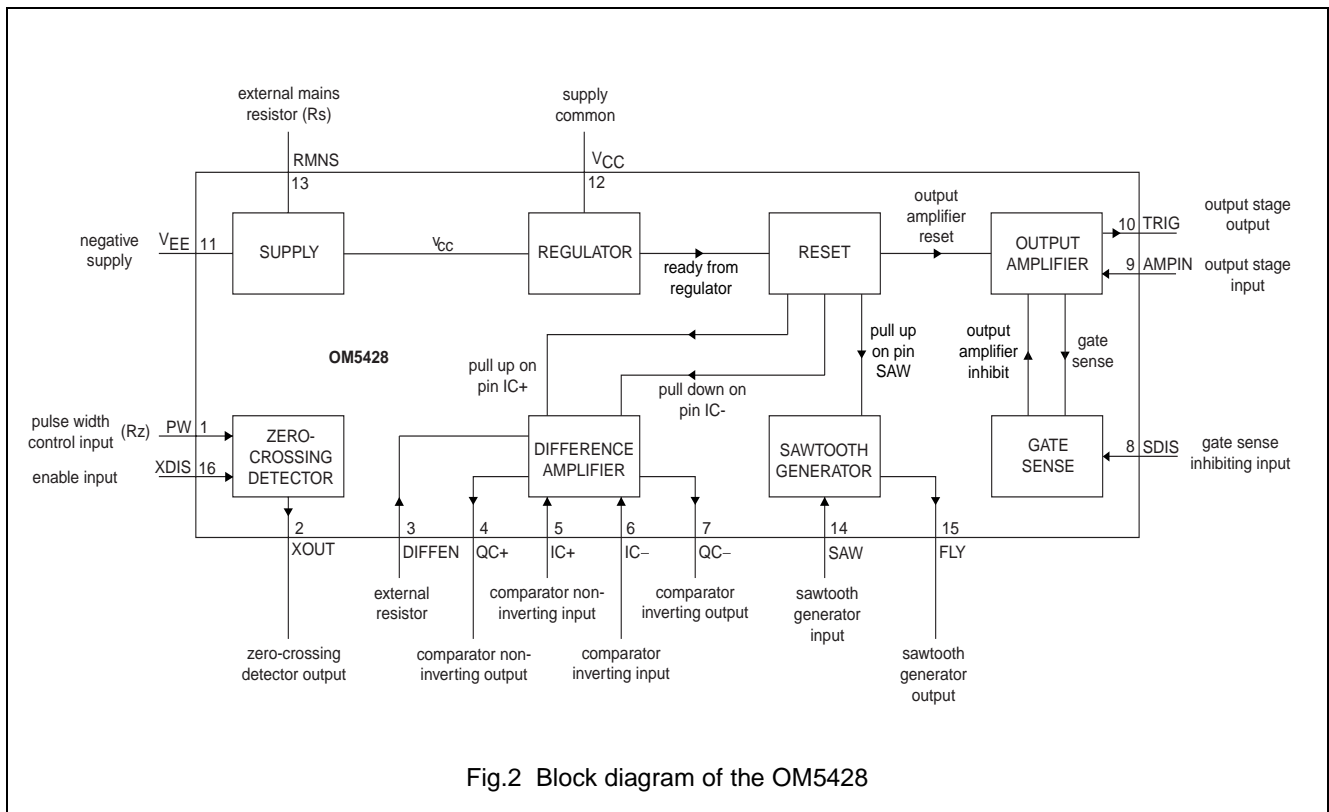 external mains
resistor (Rs)
supply
common
RMNS
13
VCC
12
negative
supply
VEE 11
SUPPLY
vcc
REGULATOR
ready from
regulator
RESET
output
amplifier
reset
OUTPUT
AMPLIFIER
10 TRIG
output stage
output
9 AMPIN
output stage
input
OM5428
pull up on
pin IC+
pull down on
pin IC-
pull up
on pin
SAW
output
amplifier
inhibit
gate
sense
pulse width
control input
(Rz)
PW 1
enable input
XDIS 16
ZERO-
CROSSING
DETECTOR
DIFFERENCE
AMPLIFIER
SAWTOOTH
GENERATOR
GATE
SENSE
8 SDIS
gate sense
inhibiting input
2
XOUT
3
DIFFEN
4
QC+
5
IC+
6
IC−
7
QC−
14
SAW
15
FLY
external
resistor
comparator non-
inverting input
comparator
inverting output
sawtooth
generator
input
zero-crossing
detector output
comparator non-
inverting output
comparator
inverting input
sawtooth
generator
output
Fig.2 Block diagram of the OM5428